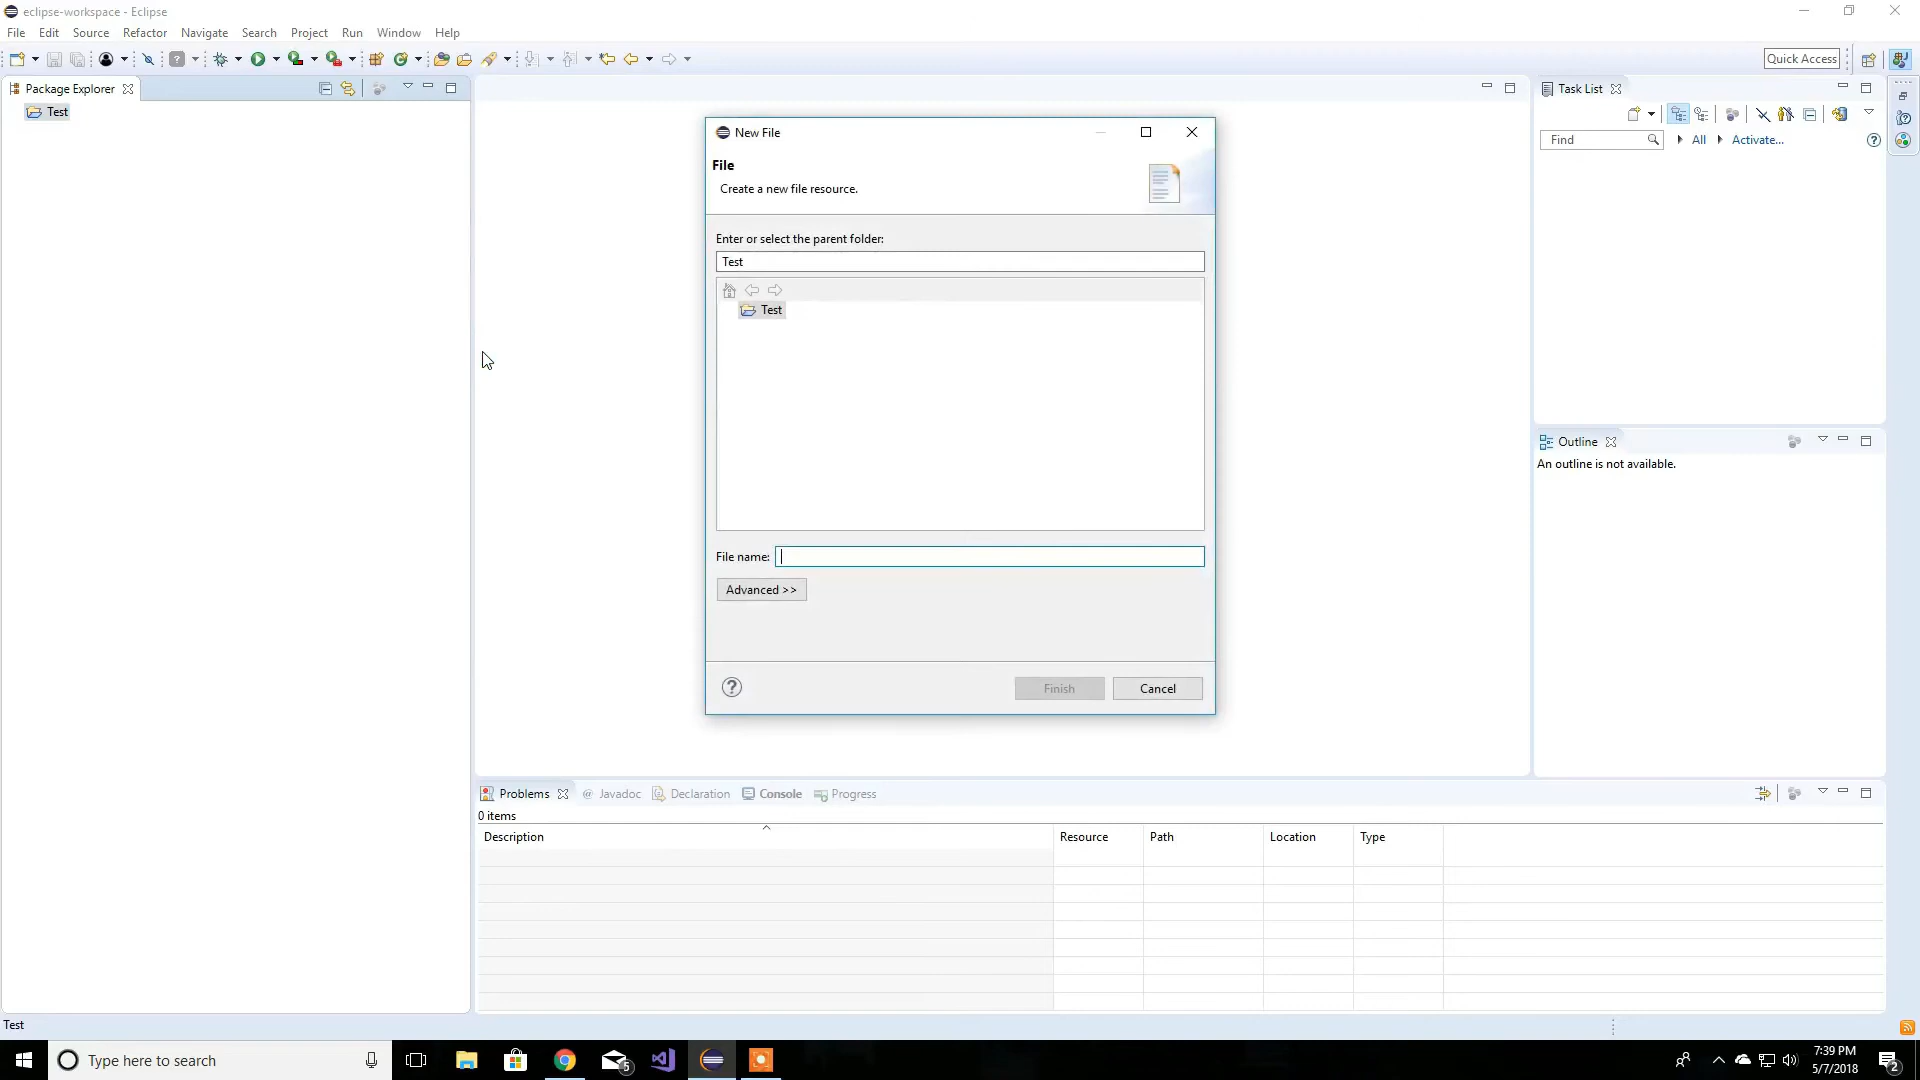 eclipse-workspace - Eclipse
File Edit Source Refactor Navigate Search Project Run Window Help
Quick Access
Package Explorer
Test
Task List
Find
All
Activate...
New File
File
Create a new file resource.
Enter or select the parent folder:
Test
Test
File name:
Advanced >>
Finish
Cancel
Outline
An outline is not available.
Problems
@ Javadoc
Declaration
Console
Progress
0 items
Description Resource Path Location Type
Test
Type here to search
5
7:39 PM
5/7/2018
2